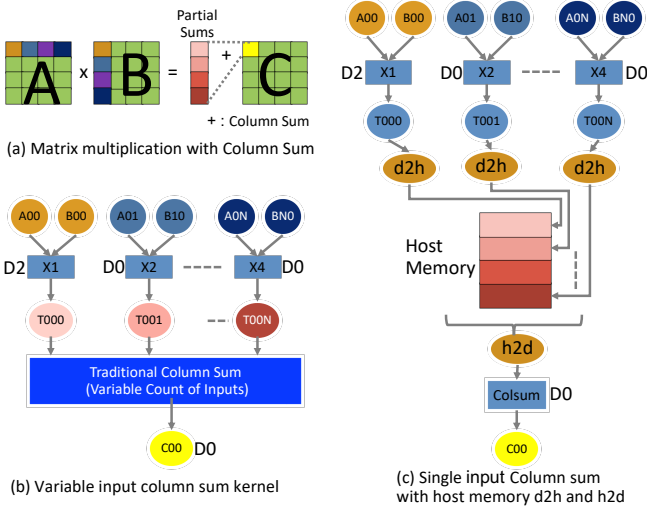 Partial
Sums
A x B = + C
+ : Column Sum
(a) Matrix multiplication with Column Sum
A00 B00 A01 B10 A0N BN0
D2 X1 D0 X2 X4 D0
T000 T001 T00N
Traditional Column Sum
(Variable Count of Inputs)
C00 D0
(b) Variable input column sum kernel
A00 B00 A01 B10 A0N BN0
D2 X1 D0 X2 X4 D0
T000 T001 T00N
d2h d2h d2h
Host
Memory
h2d
Colsum D0
C00
(c) Single input Column sum
with host memory d2h and h2d